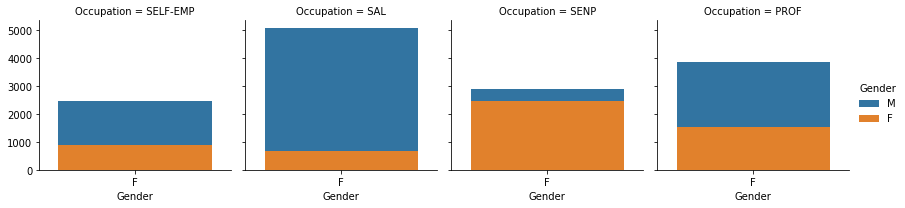 Occupation = SELF-EMP
Occupation = SAL
Occupation = SENP
Occupation = PROF
5000
4000
3000
2000
1000
0
F
F
F
F
Gender
Gender
Gender
Gender
Gender
M
F